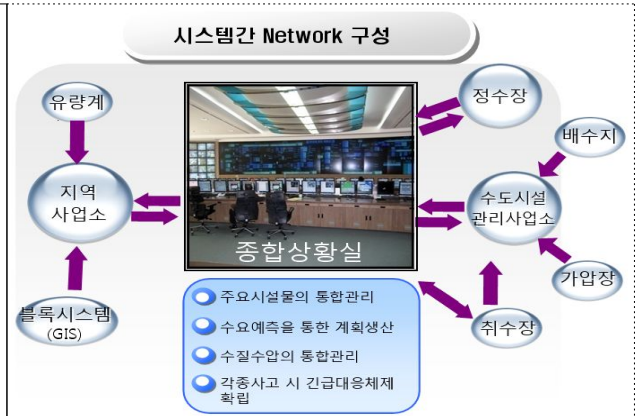 시스템간 Network 구성
유량계
정수장
배수지
지역
사업소
수도시설
관리사업소
종합상황실
가압장
블록시스템
(GIS)
취수장
주요시설물의 통합관리
수요예측을 통한 계획생산
수질수압의 통합관리
각종사고 시 긴급대응체제
확립